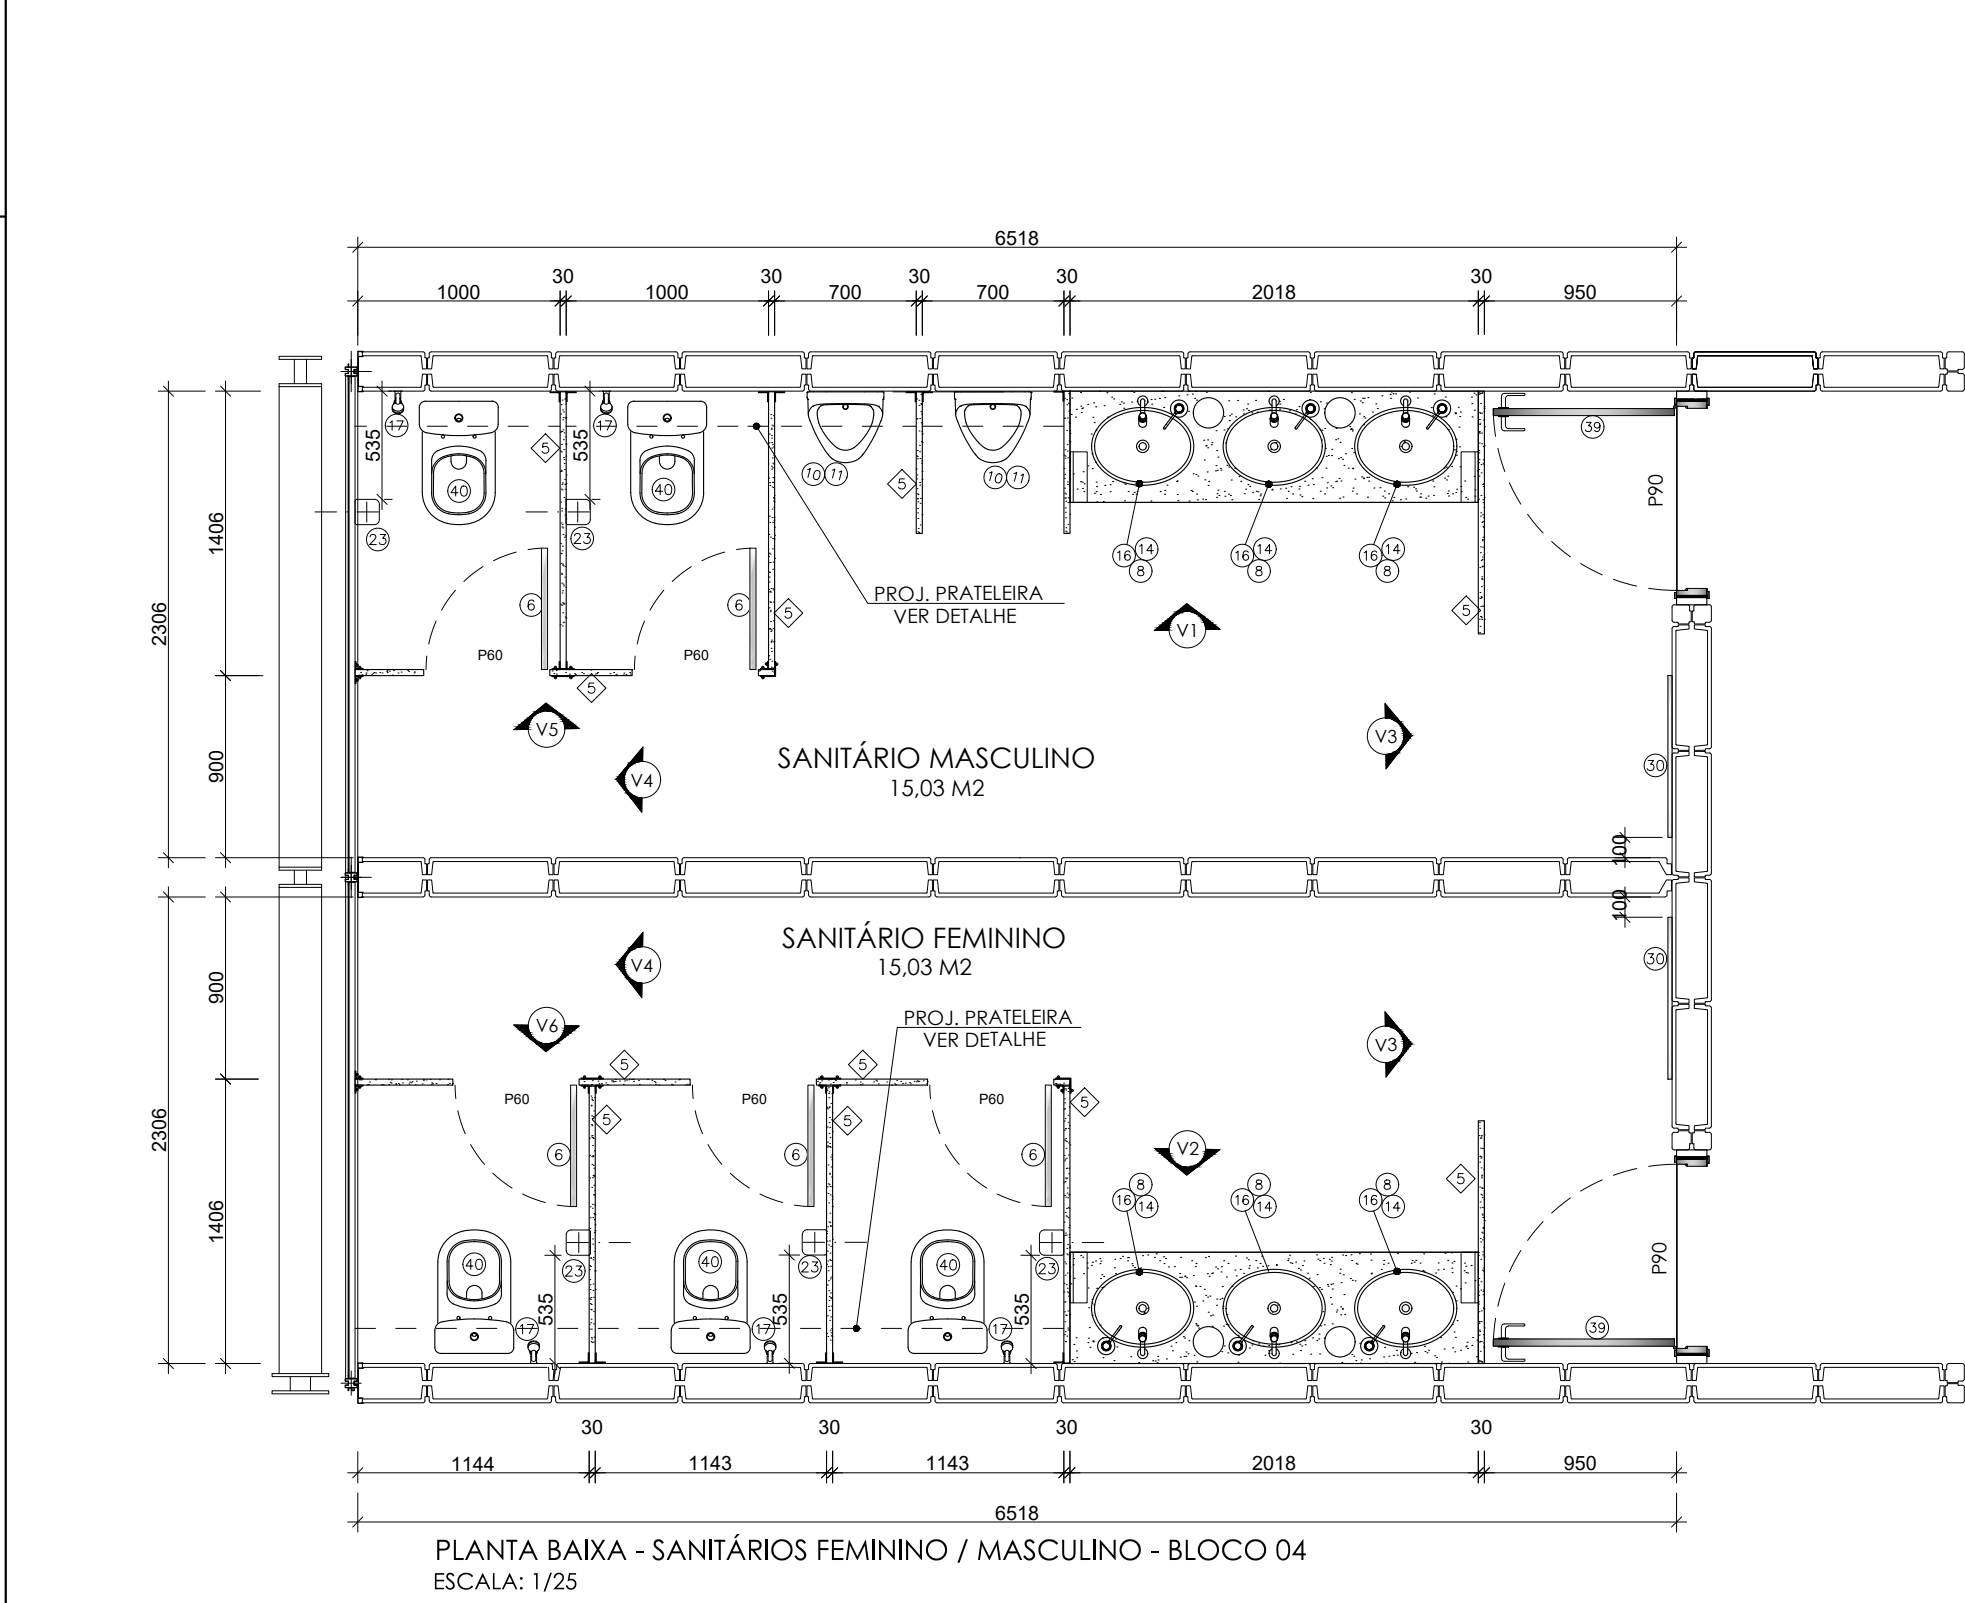 6518
30 30 30 30 30
1000 1000 700 700 2018 950
17 17 39
535 5 535 5
40 40 10 11 10 11 P90
1406
23 23
16 14 8 16 14 8 16 14 8
6 6 5 5
PROJ. PRATELEIRA
VER DETALHE
2306
V1
P60 P60
5
V5 V3
SANITÁRIO MASCULINO
15,03 M2
900 V4 30
100
100
SANITÁRIO FEMININO
15,03 M2
900 V4 30
PROJ. PRATELEIRA
VER DETALHE
V6 V3
5 5
P60 P60 P60
5 5 5
2306
6 6 6 V2 5
8 16 14 8 16 14 8 16 14
1406
40 23 40 23 40 23 P90
535 535 535
17 17 17 39
30 30 30 30
1144 1143 1143 2018 950
6518
PLANTA BAIXA - SANITÁRIOS FEMININO / MASCULINO - BLOCO 04
ESCALA: 1/25